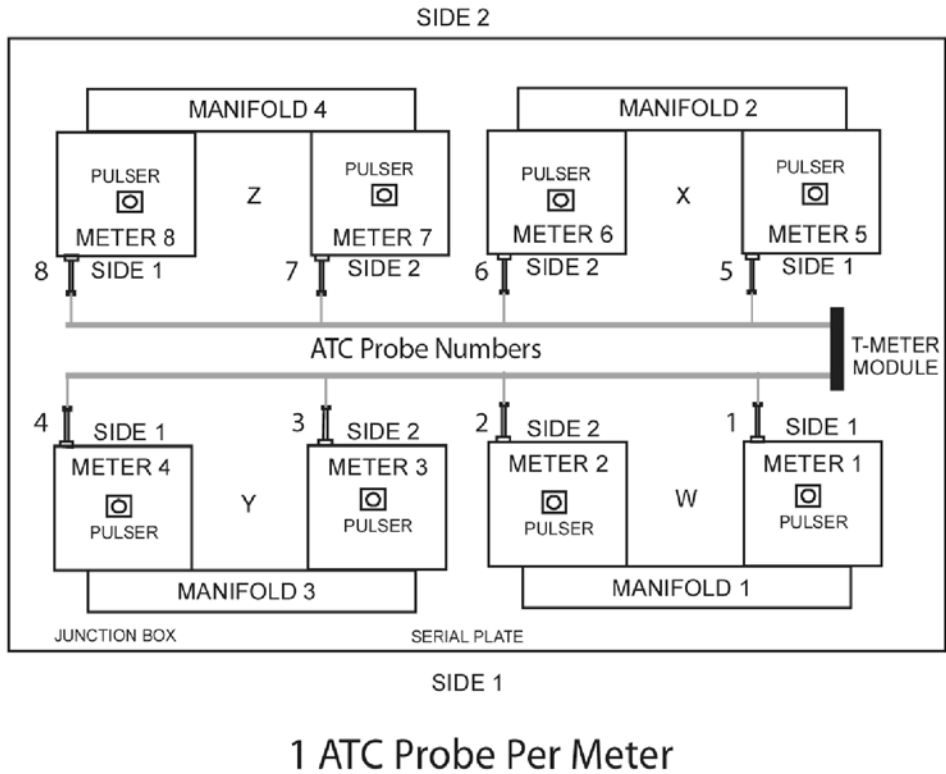 SIDE 2
MANIFOLD 4
MANIFOLD 2
PULSER
Z
PULSER
PULSER
X
PULSER
METER 8
METER 7
METER 6
METER 5
8 SIDE 1
7 SIDE 2
6 SIDE 2
5 SIDE 1
ATC Probe Numbers
T-METER
MODULE
4 SIDE 1
3 SIDE 2
2 SIDE 2
1 SIDE 1
METER 4
METER 3
METER 2
METER 1
PULSER
Y
PULSER
PULSER
W
PULSER
MANIFOLD 3
MANIFOLD 1
JUNCTION BOX
SERIAL PLATE
SIDE 1
1 ATC Probe Per Meter